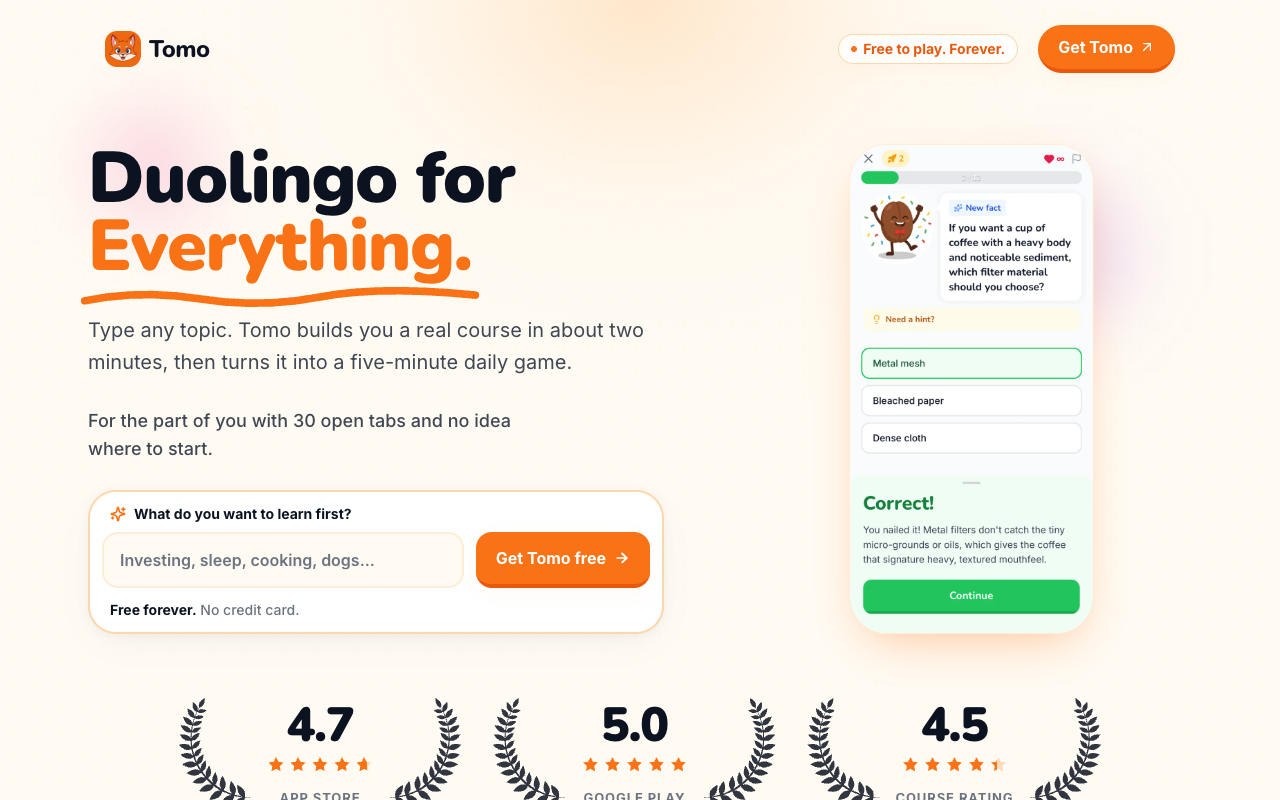 Tomo
Free to play. Forever.
Get Tomo
Duolingo for
Everything.
Type any topic. Tomo builds you a real course in about two
minutes, then turns it into a five-minute daily game.
For the part of you with 30 open tabs and no idea
where to start.
What do you want to learn first?
Investing, sleep, cooking, dogs...
Get Tomo free
Free forever. No credit card.
2
∞
New fact
If you want a cup of
coffee with a heavy body
and noticeable sediment,
which filter material
should you choose?
Need a hint?
Metal mesh
Bleached paper
Dense cloth
Correct!
You nailed it! Metal filters don't catch the tiny
micro-grounds or oils, which gives the coffee
that signature heavy, textured mouthfeel.
Continue
4.7
APP STORE
5.0
GOOGLE PLAY
4.5
COURSE RATING